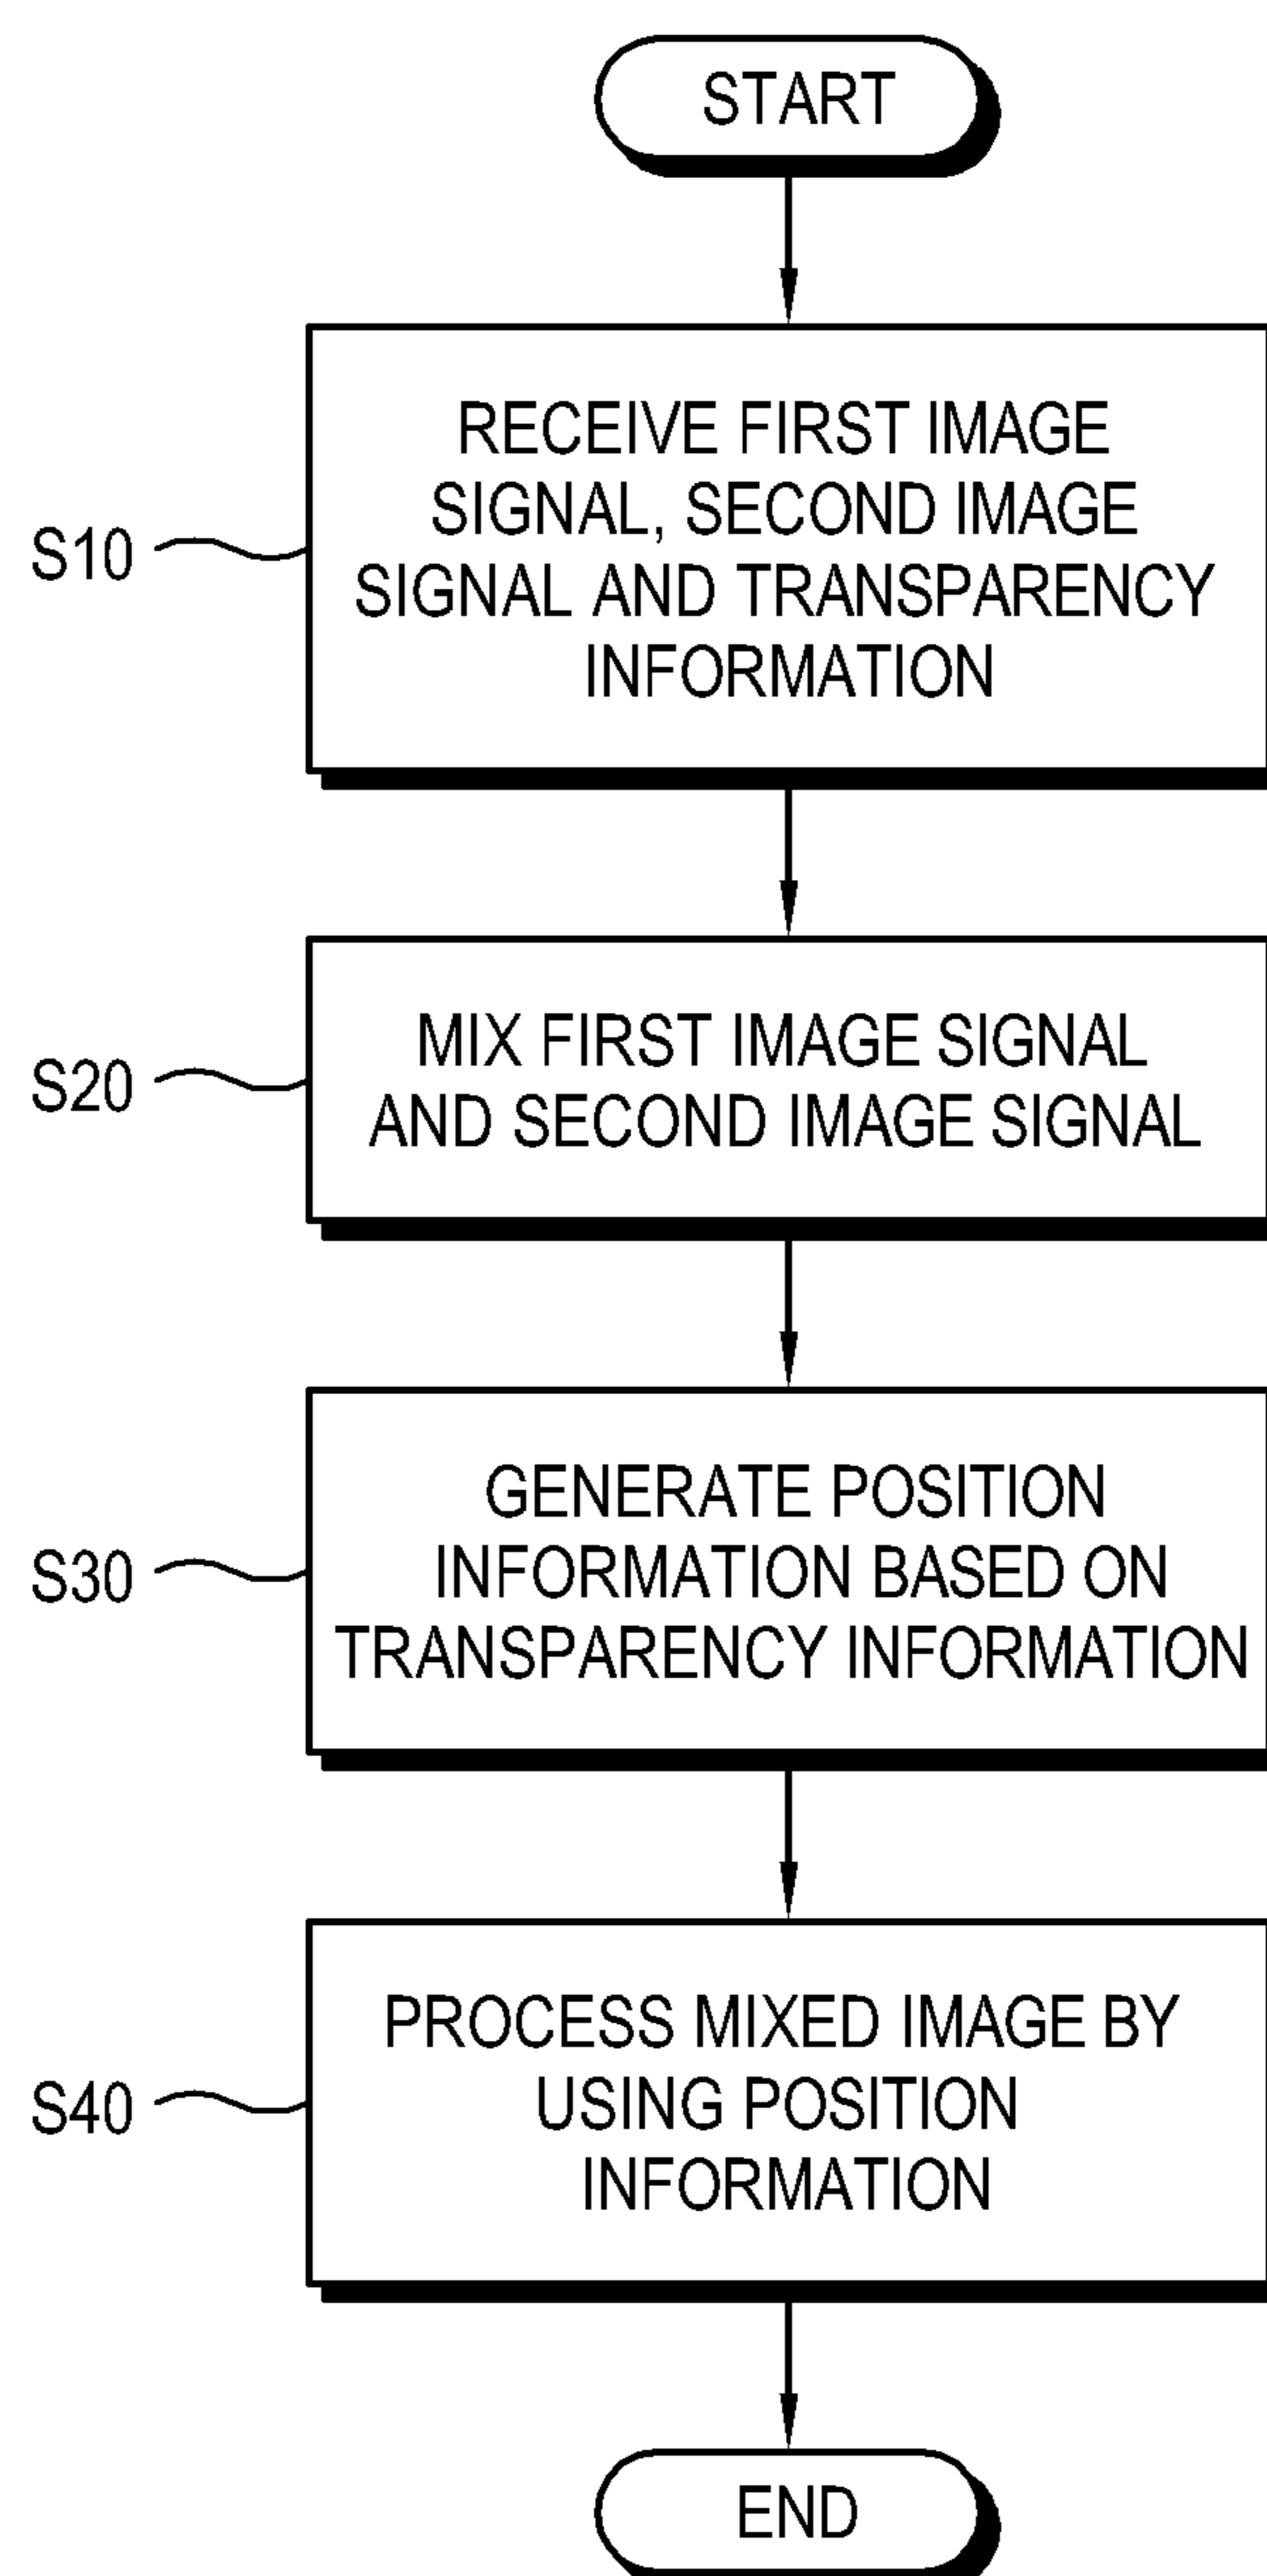 START
RECEIVE FIRST IMAGE
SIGNAL, SECOND IMAGE
SIGNAL AND TRANSPARENCY
INFORMATION
S10
MIX FIRST IMAGE SIGNAL
AND SECOND IMAGE SIGNAL
S20
GENERATE POSITION
INFORMATION BASED ON
TRANSPARENCY INFORMATION
S30
PROCESS MIXED IMAGE BY
USING POSITION
INFORMATION
S40
END